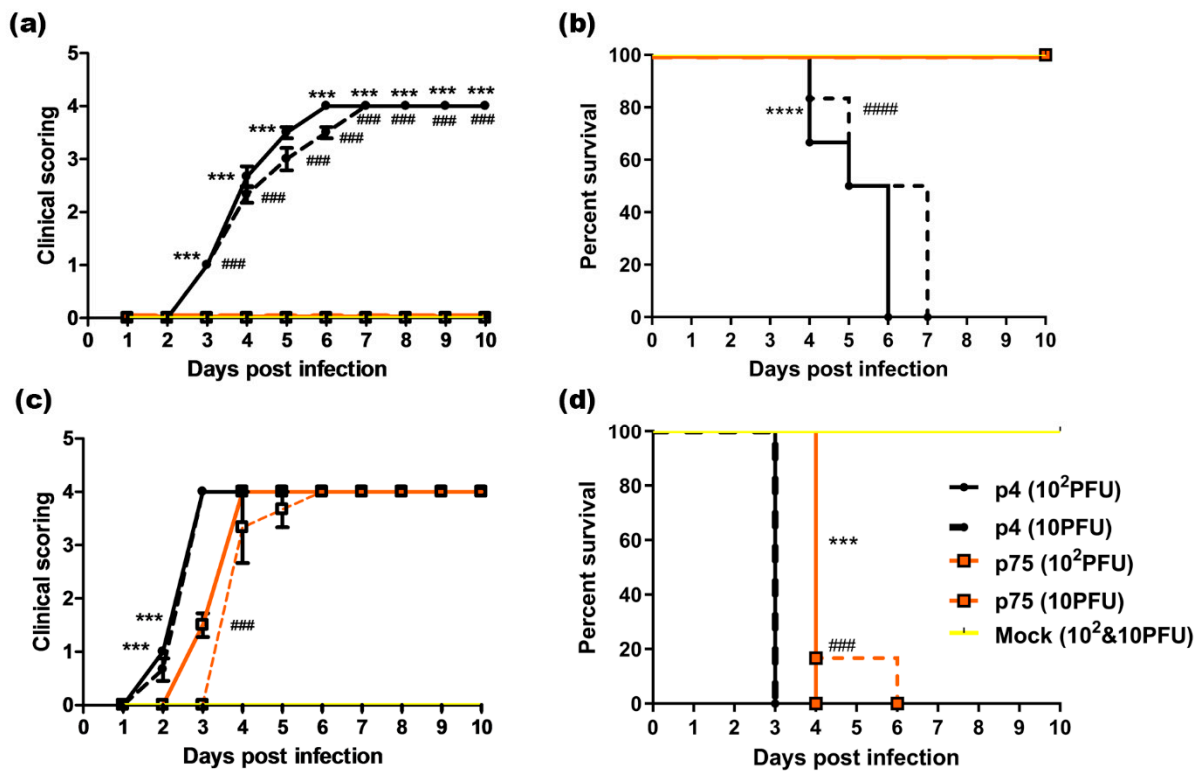 (a)
Clinical scoring
5
4
3
2
1
0
*** *** *** *** *** *** *** ***
### ### ### ### ### ### ### ###
0 1 2 3 4 5 6 7 8 9 10
Days post infection
(b)
Percent survival
100
80
60
40
20
0
**** ####
0 1 2 3 4 5 6 7 8 9 10
Days post infection
(c)
Clinical scoring
5
4
3
2
1
0
***
***
###
0 1 2 3 4 5 6 7 8 9 10
Days post infection
(d)
Percent survival
100
80
60
40
20
0
***
###
0 1 2 3 4 5 6 7 8 9 10
Days post infection
p4 (10²PFU)
p4 (10PFU)
p75 (10²PFU)
p75 (10PFU)
Mock (10²&10PFU)